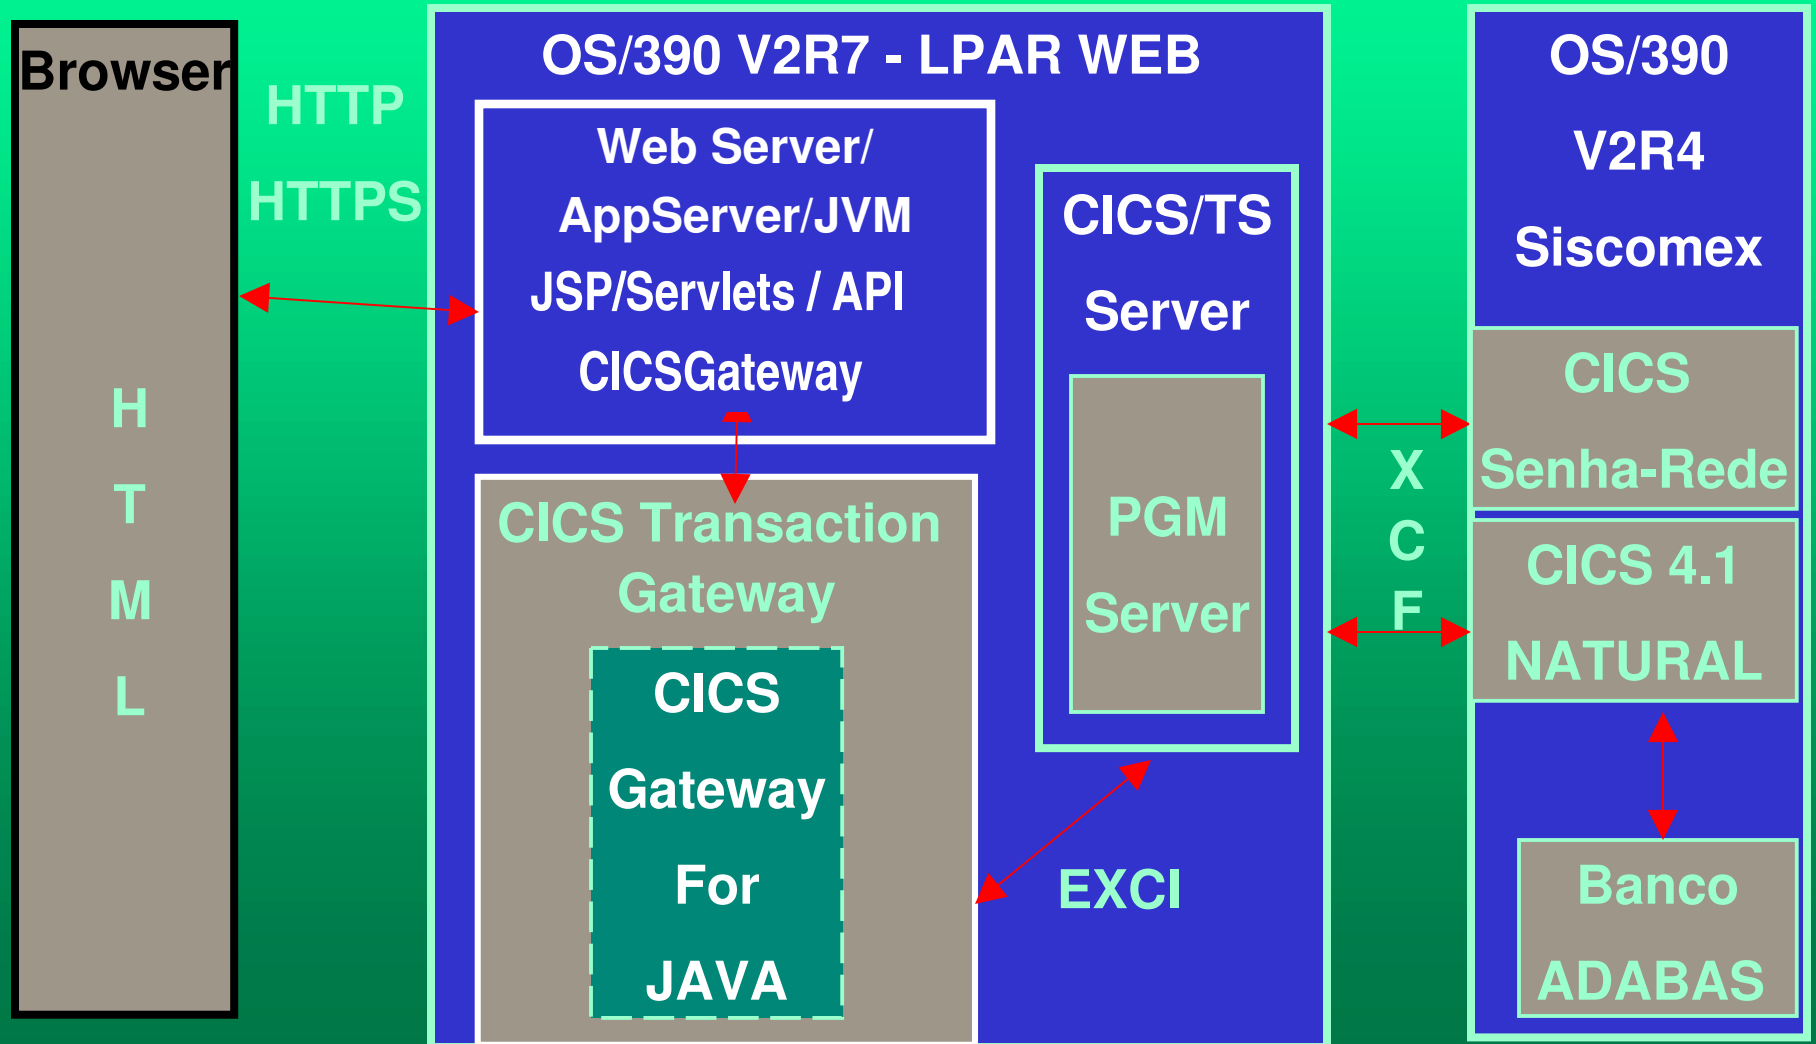 Browser
H
T
M
L
HTTP
HTTPS
OS/390 V2R7 - LPAR WEB
Web Server/
AppServer/JVM
JSP/Servlets / API
CICSGateway
CICS Transaction
Gateway
CICS
Gateway
For
JAVA
CICS/TS
Server
PGM
Server
EXCI
X
C
F
OS/390
V2R4
Siscomex
CICS
Senha-Rede
CICS 4.1
NATURAL
Banco
ADABAS